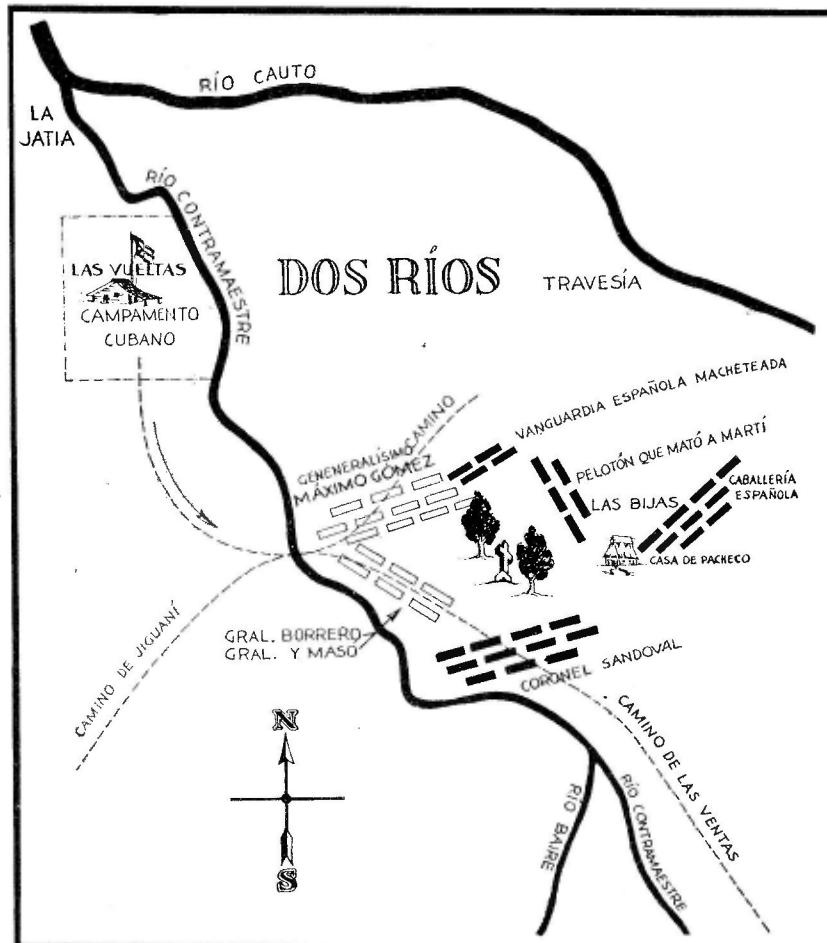 RÍO CAUTO
LA
JATIA
RÍO CONTRAMAESTRE
LAS VUELTAS
CAMPAMENTO
CUBANO
DOS RÍOS
TRAVESÍA
VANGUARDIA ESPAÑOLA MACHETEADA
CAMINO
GENENERALÍSIMO
MÁXIMO GÓMEZ
PELOTÓN QUE MATÓ A MARTÍ
LAS BIJAS
CABALLERÍA
ESPAÑOLA
CASA DE PACHECO
GRAL. BORRERO
GRAL. Y MASÓ
CORONEL SANDOVAL
CAMINO DE JIGUANÍ
CAMINO DE LAS VENTAS
N
S
RÍO BAIRE
RÍO CONTRAMAESTRE